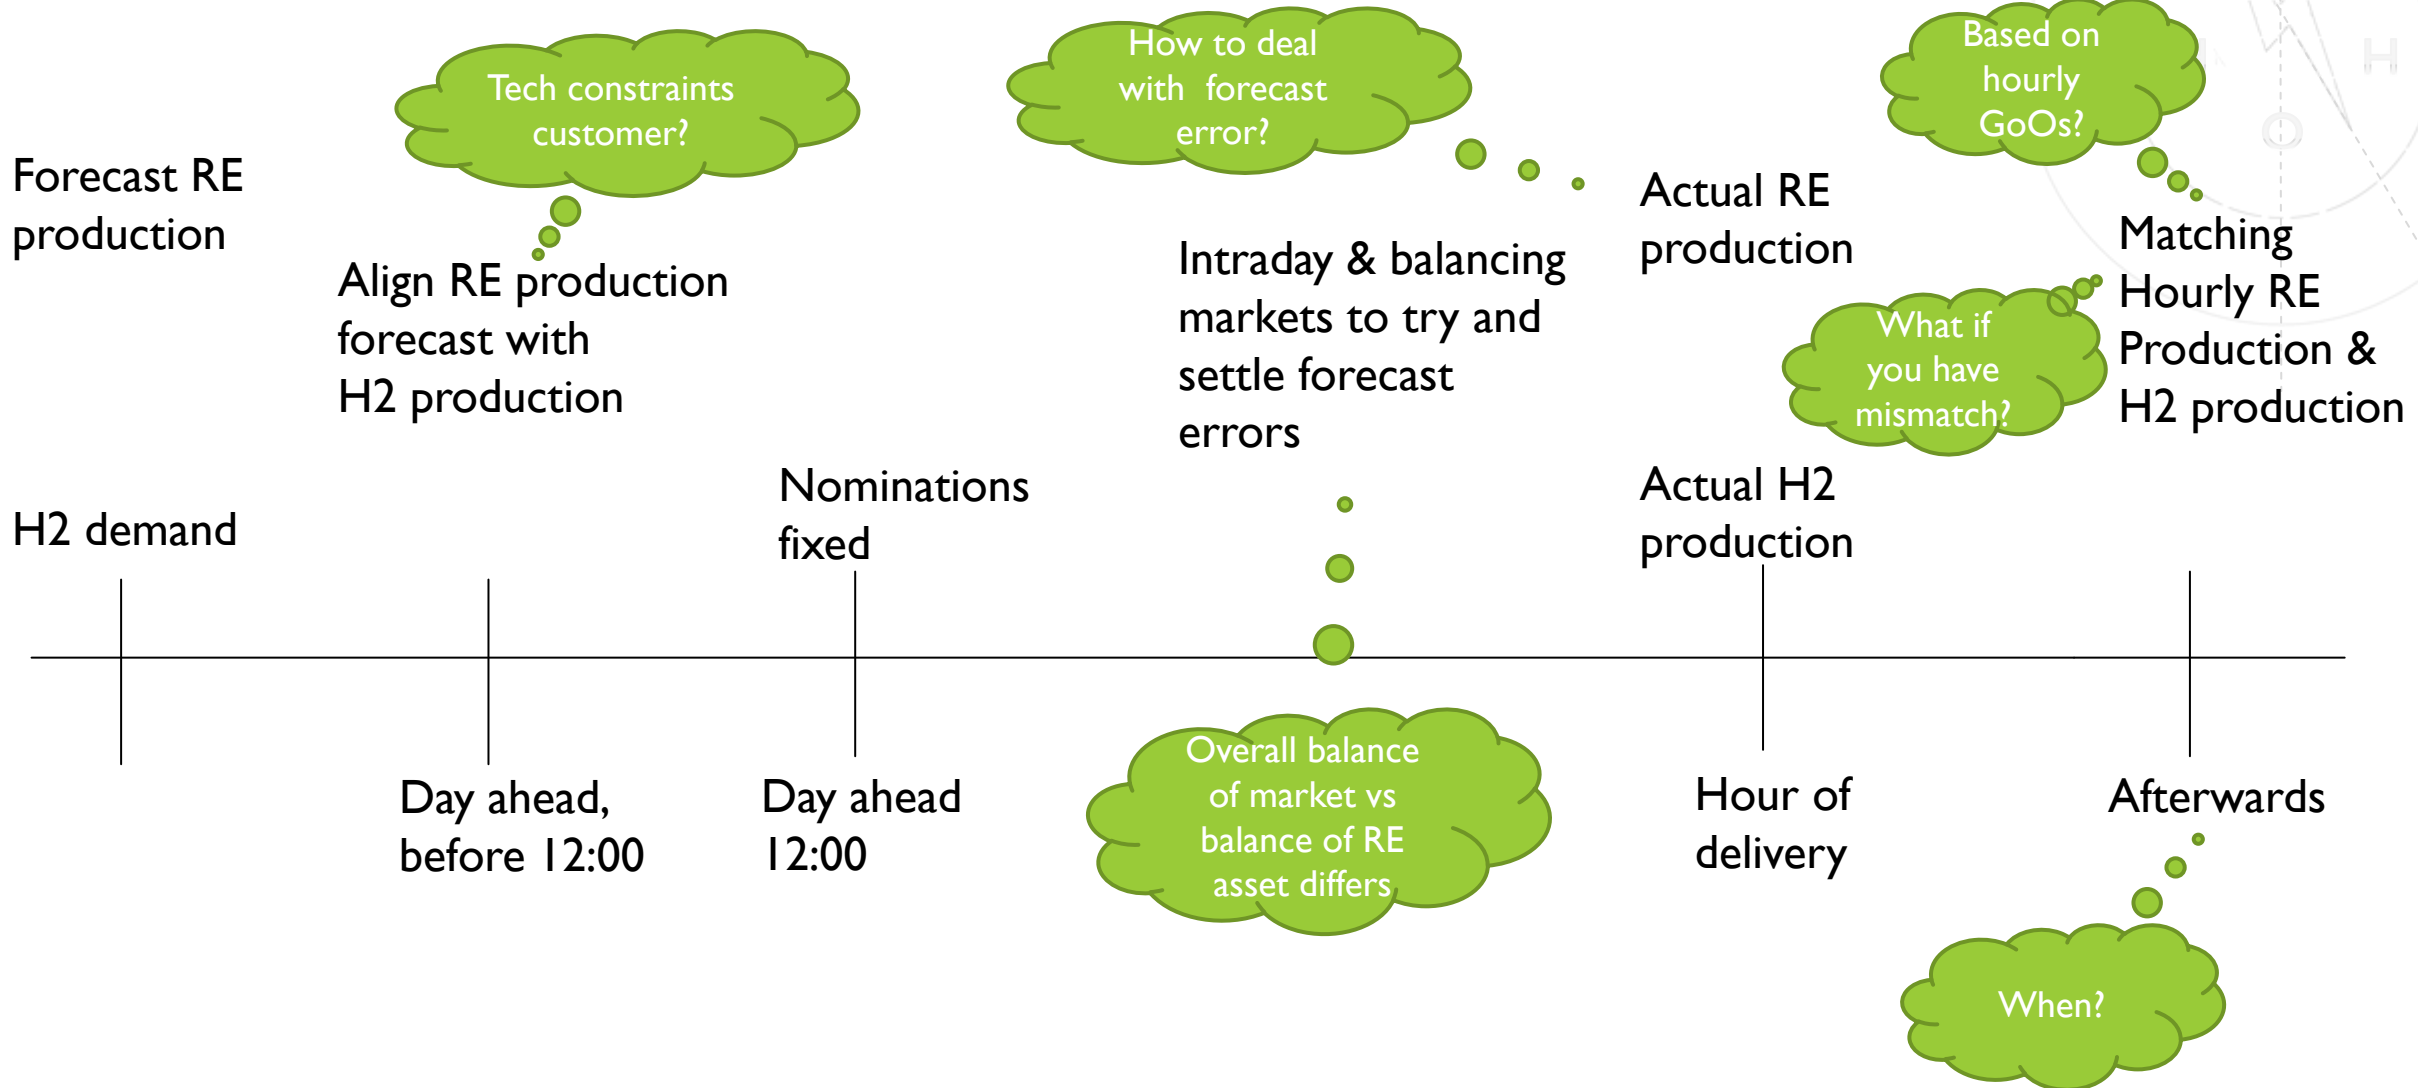 Tech constraints
customer?
How to deal
with forecast
error?
Based on
hourly
GoOs?
Forecast RE
production
Align RE production
forecast with
H2 production
Intraday & balancing
markets to try and
settle forecast
errors
Actual RE
production
Matching
Hourly RE
Production &
H2 production
What if
you have
mismatch?
H2 demand
Nominations
fixed
Actual H2
production
Day ahead,
before 12:00
Day ahead
12:00
Overall balance
of market vs
balance of RE
asset differs
Hour of
delivery
Afterwards
When?
H
O